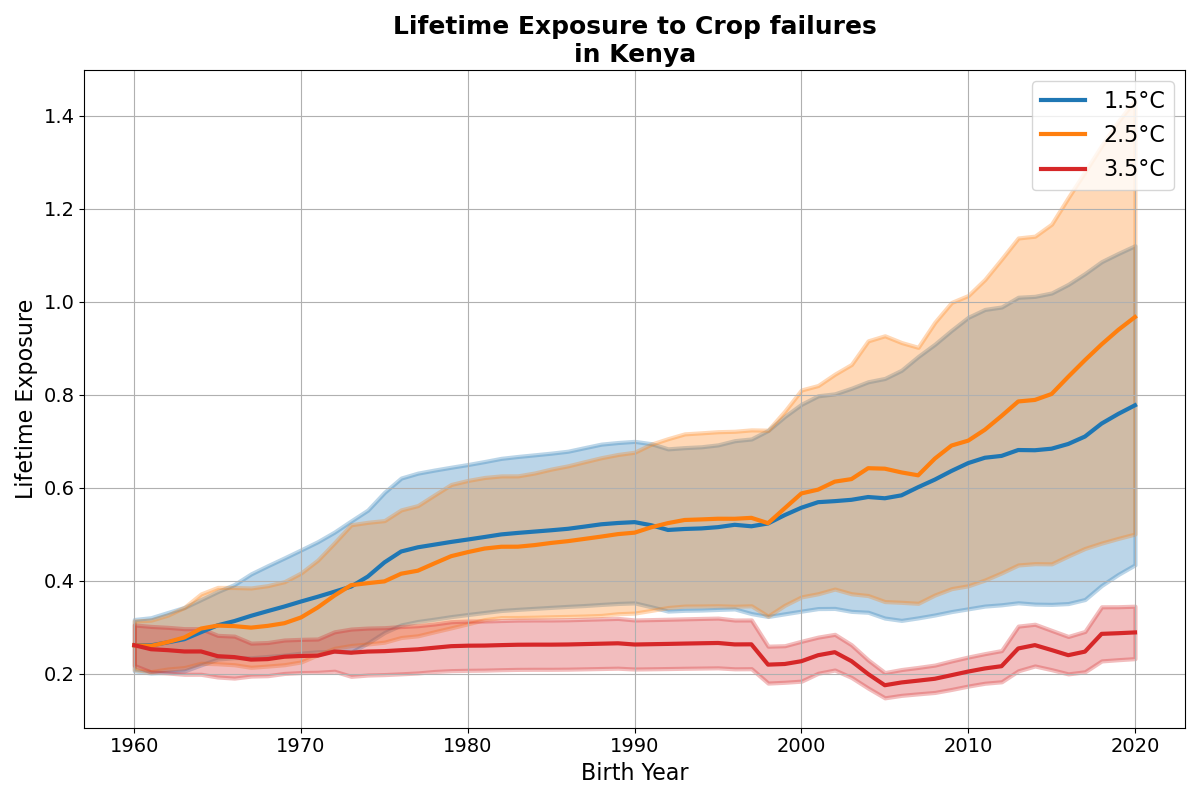 Lifetime Exposure to Crop failures
in Kenya
1.5°C
2.5°C
3.5°C
Lifetime Exposure
1.4
1.2
1.0
0.8
0.6
0.4
0.2
1960
1970
1980
1990
2000
2010
2020
Birth Year